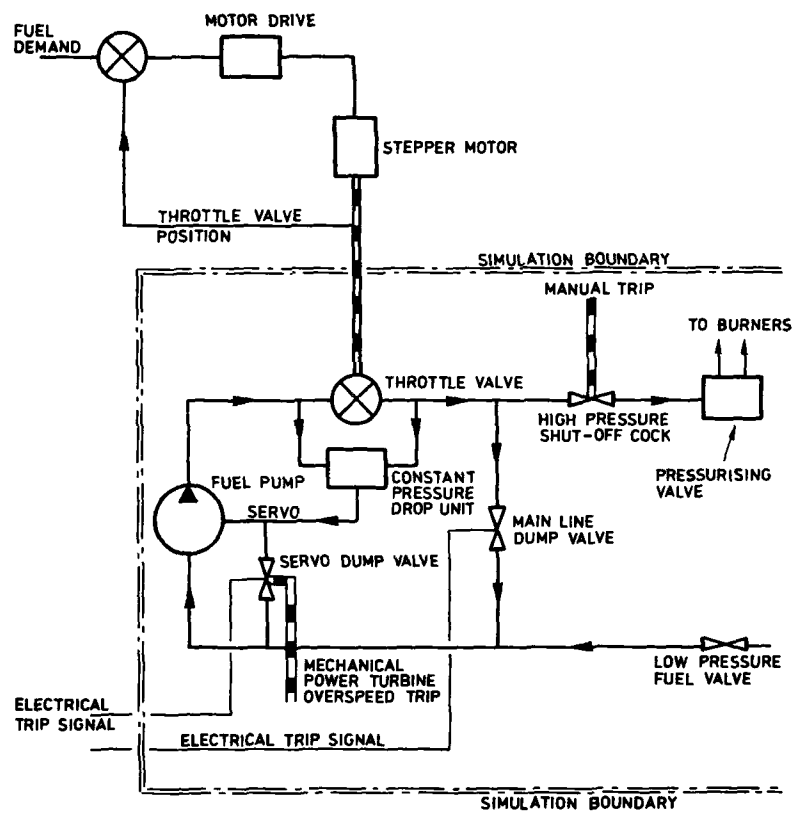 FUEL
DEMAND
MOTOR DRIVE
STEPPER MOTOR
THROTTLE VALVE
POSITION
SIMULATION BOUNDARY
MANUAL TRIP
TO BURNERS
THROTTLE VALVE
HIGH PRESSURE
SHUT-OFF COCK
PRESSURISING
VALVE
FUEL PUMP
CONSTANT
PRESSURE
DROP UNIT
SERVO
MAIN LINE
DUMP VALVE
SERVO DUMP VALVE
MECHANICAL
POWER TURBINE
OVERSPEED TRIP
LOW PRESSURE
FUEL VALVE
ELECTRICAL
TRIP SIGNAL
ELECTRICAL TRIP SIGNAL
SIMULATION BOUNDARY